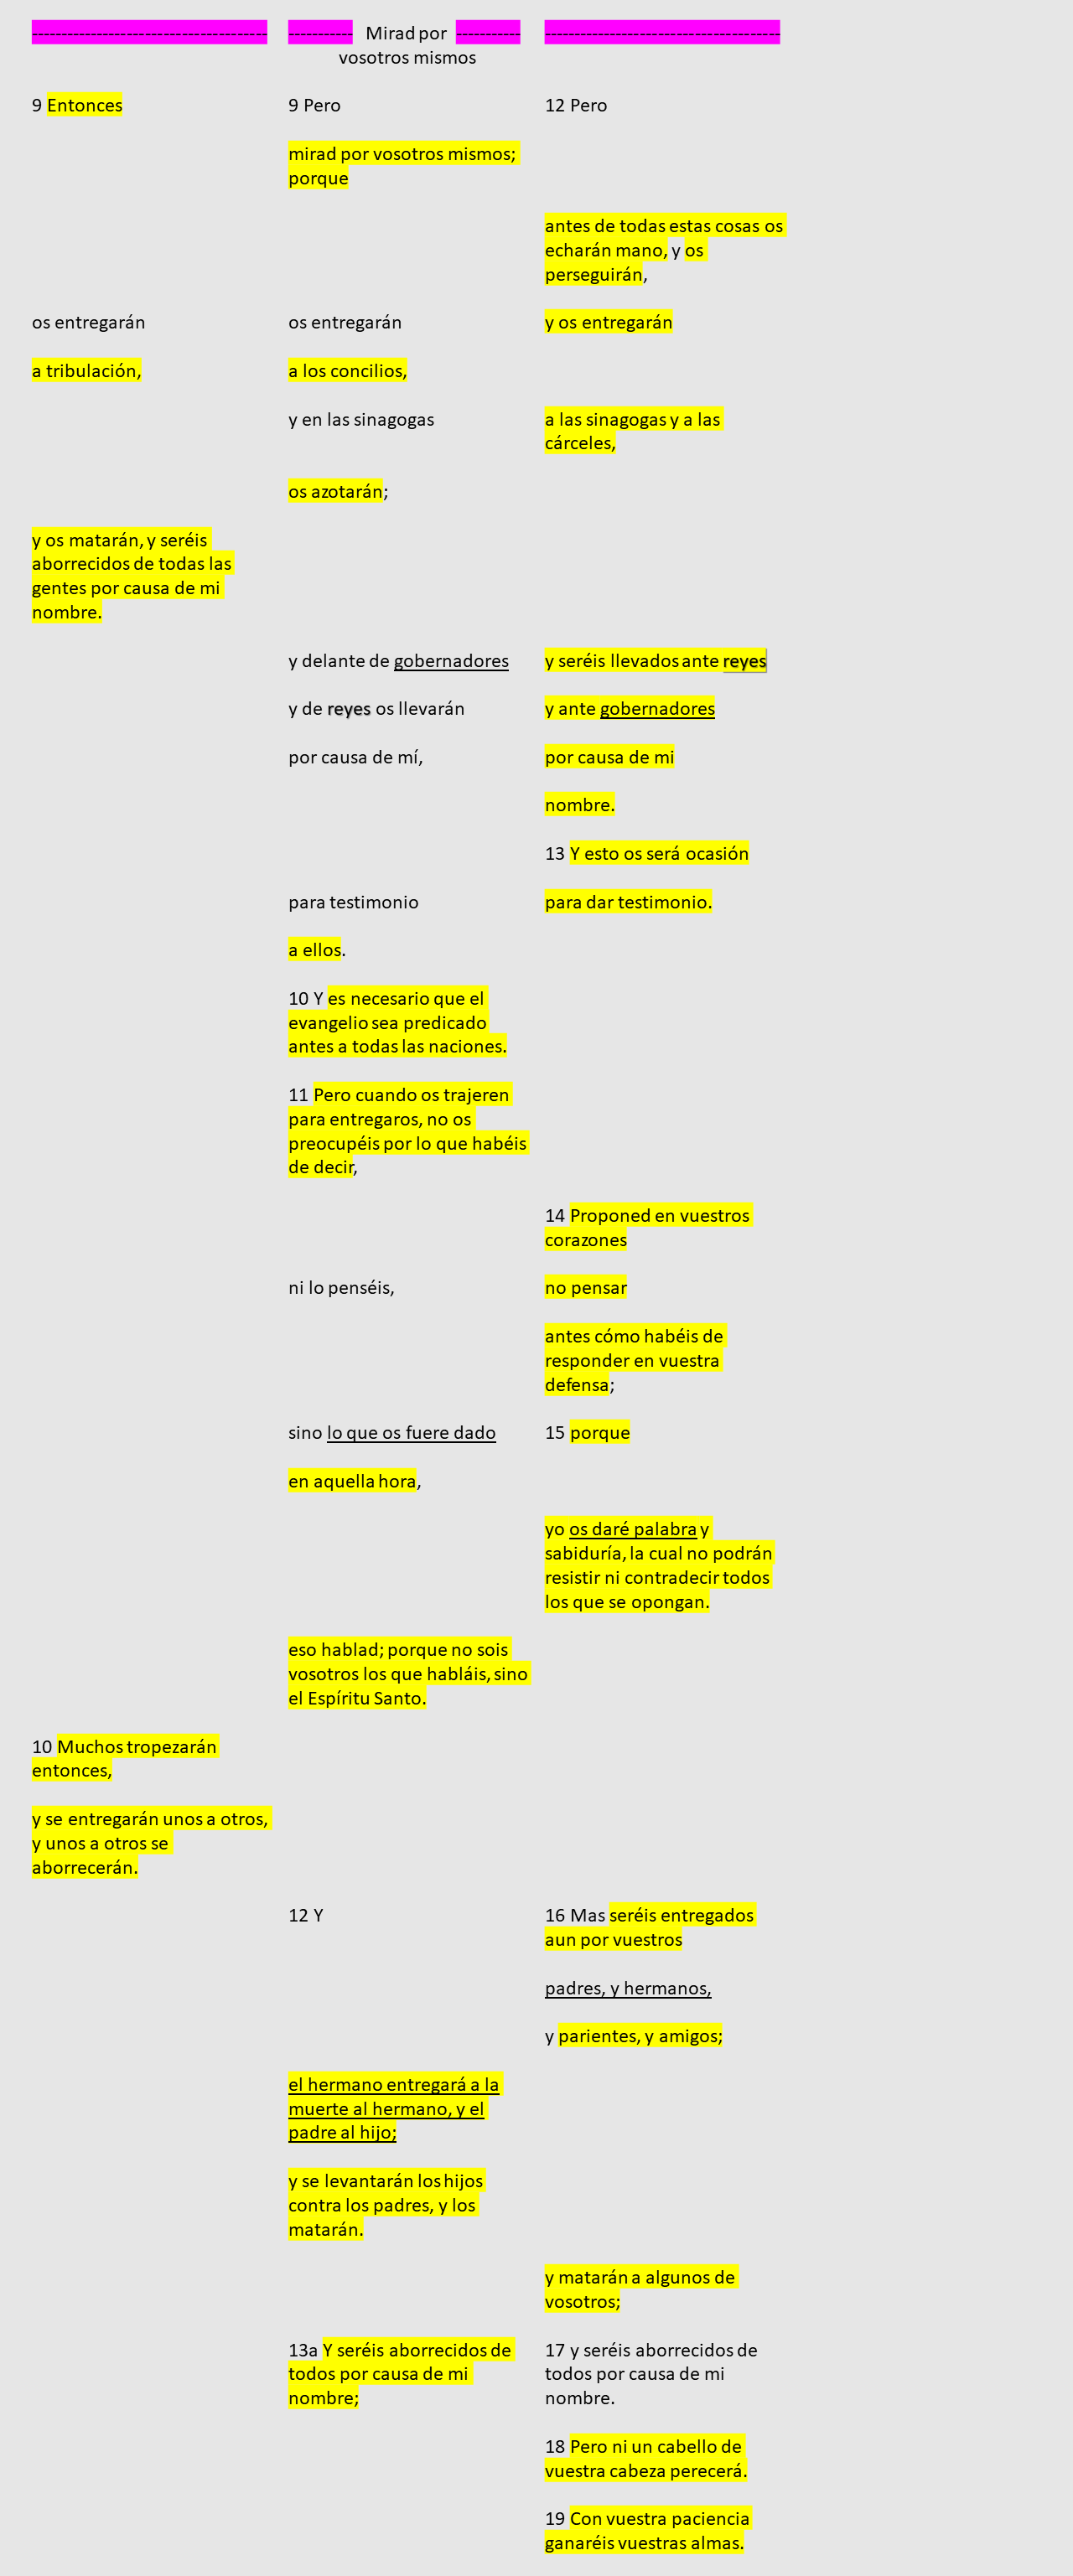 ------------------------------------- ----------- Mirad por ----------- -------------------------------------
vosotros mismos
9 Entonces 9 Pero 12 Pero
mirad por vosotros mismos;
porque
antes de todas estas cosas os
echarán mano, y os
perseguirán,
os entregarán os entregarán y os entregarán
a tribulación, a los concilios,
y en las sinagogas a las sinagogas y a las
cárceles,
os azotarán;
y os matarán, y seréis
aborrecidos de todas las
gentes por causa de mi
nombre.
y delante de gobernadores y seréis llevados ante reyes
y de reyes os llevarán y ante gobernadores
por causa de mí, por causa de mi
nombre.
13 Y esto os será ocasión
para testimonio para dar testimonio.
a ellos.
10 Y es necesario que el
evangelio sea predicado
antes a todas las naciones.
11 Pero cuando os trajeren
para entregaros, no os
preocupéis por lo que habéis
de decir,
14 Proponed en vuestros
corazones
ni lo penséis, no pensar
antes cómo habéis de
responder en vuestra
defensa;
sino lo que os fuere dado 15 porque
en aquella hora,
yo os daré palabra y
sabiduría, la cual no podrán
resistir ni contradecir todos
los que se opongan.
eso hablad; porque no sois
vosotros los que habláis, sino
el Espíritu Santo.
10 Muchos tropezarán
entonces,
y se entregarán unos a otros,
y unos a otros se
aborrecerán.
12 Y 16 Mas seréis entregados
aun por vuestros
padres, y hermanos,
y parientes, y amigos;
el hermano entregará a la
muerte al hermano, y el
padre al hijo;
y se levantarán los hijos
contra los padres, y los
matarán.
y matarán a algunos de
vosotros;
13a Y seréis aborrecidos de 17 y seréis aborrecidos de
todos por causa de mi todos por causa de mi
nombre; nombre.
18 Pero ni un cabello de
vuestra cabeza perecerá.
19 Con vuestra paciencia
ganaréis vuestras almas.